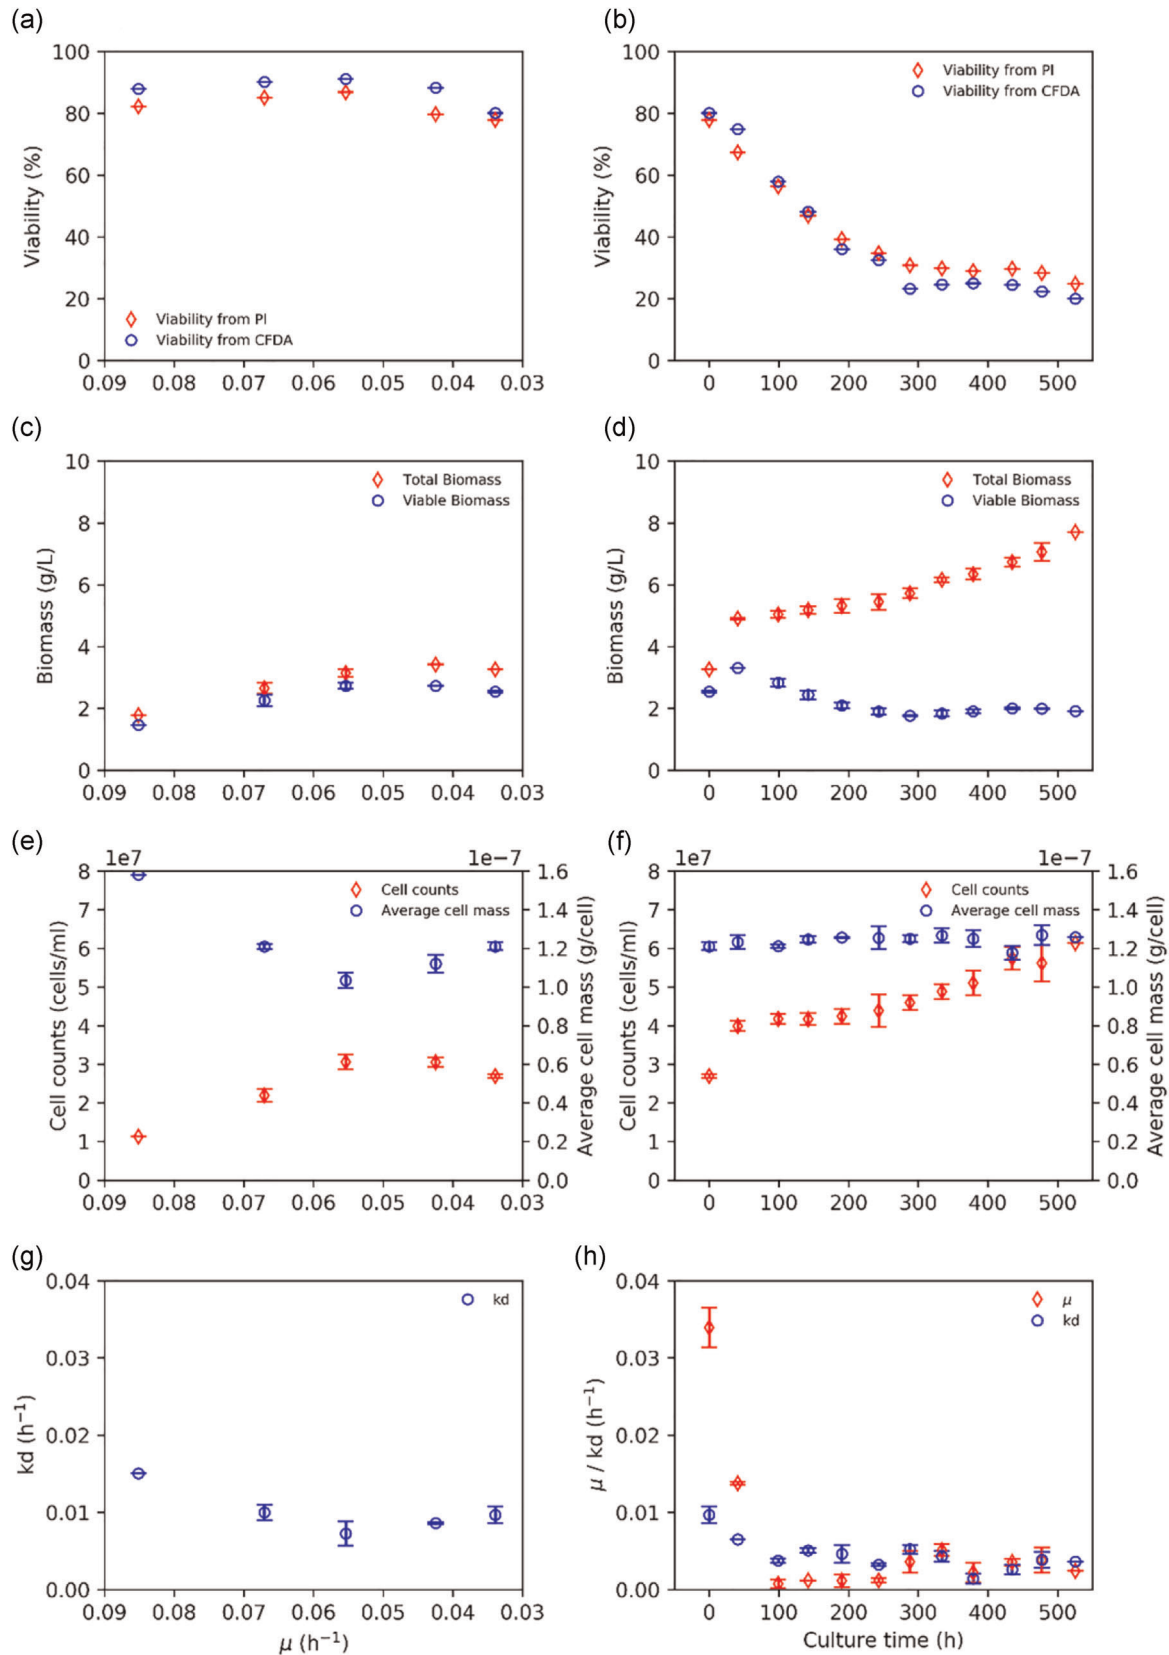 (a)
100
80
60
40
20
0
Viability (%)
Viability from PI
Viability from CFDA
0.09 0.08 0.07 0.06 0.05 0.04 0.03
(b)
100
80
60
40
20
0
Viability (%)
Viability from PI
Viability from CFDA
0 100 200 300 400 500
(c)
10
8
6
4
2
0
Biomass (g/L)
Total Biomass
Viable Biomass
0.09 0.08 0.07 0.06 0.05 0.04 0.03
(d)
10
8
6
4
2
0
Biomass (g/L)
Total Biomass
Viable Biomass
0 100 200 300 400 500
(e)
1e7
1e−7
8
7
6
5
4
3
2
1
0
Cell counts (cells/ml)
Cell counts
Average cell mass
1.6
1.4
1.2
1.0
0.8
0.6
0.4
0.2
0.0
Average cell mass (g/cell)
0.09 0.08 0.07 0.06 0.05 0.04 0.03
(f)
1e7
1e−7
8
7
6
5
4
3
2
1
0
Cell counts (cells/ml)
Cell counts
Average cell mass
1.6
1.4
1.2
1.0
0.8
0.6
0.4
0.2
0.0
Average cell mass (g/cell)
0 100 200 300 400 500
(g)
0.04
0.03
0.02
0.01
0.00
kd (h⁻¹)
kd
0.09 0.08 0.07 0.06 0.05 0.04 0.03
μ (h⁻¹)
(h)
0.04
0.03
0.02
0.01
0.00
μ / kd (h⁻¹)
μ
kd
0 100 200 300 400 500
Culture time (h)